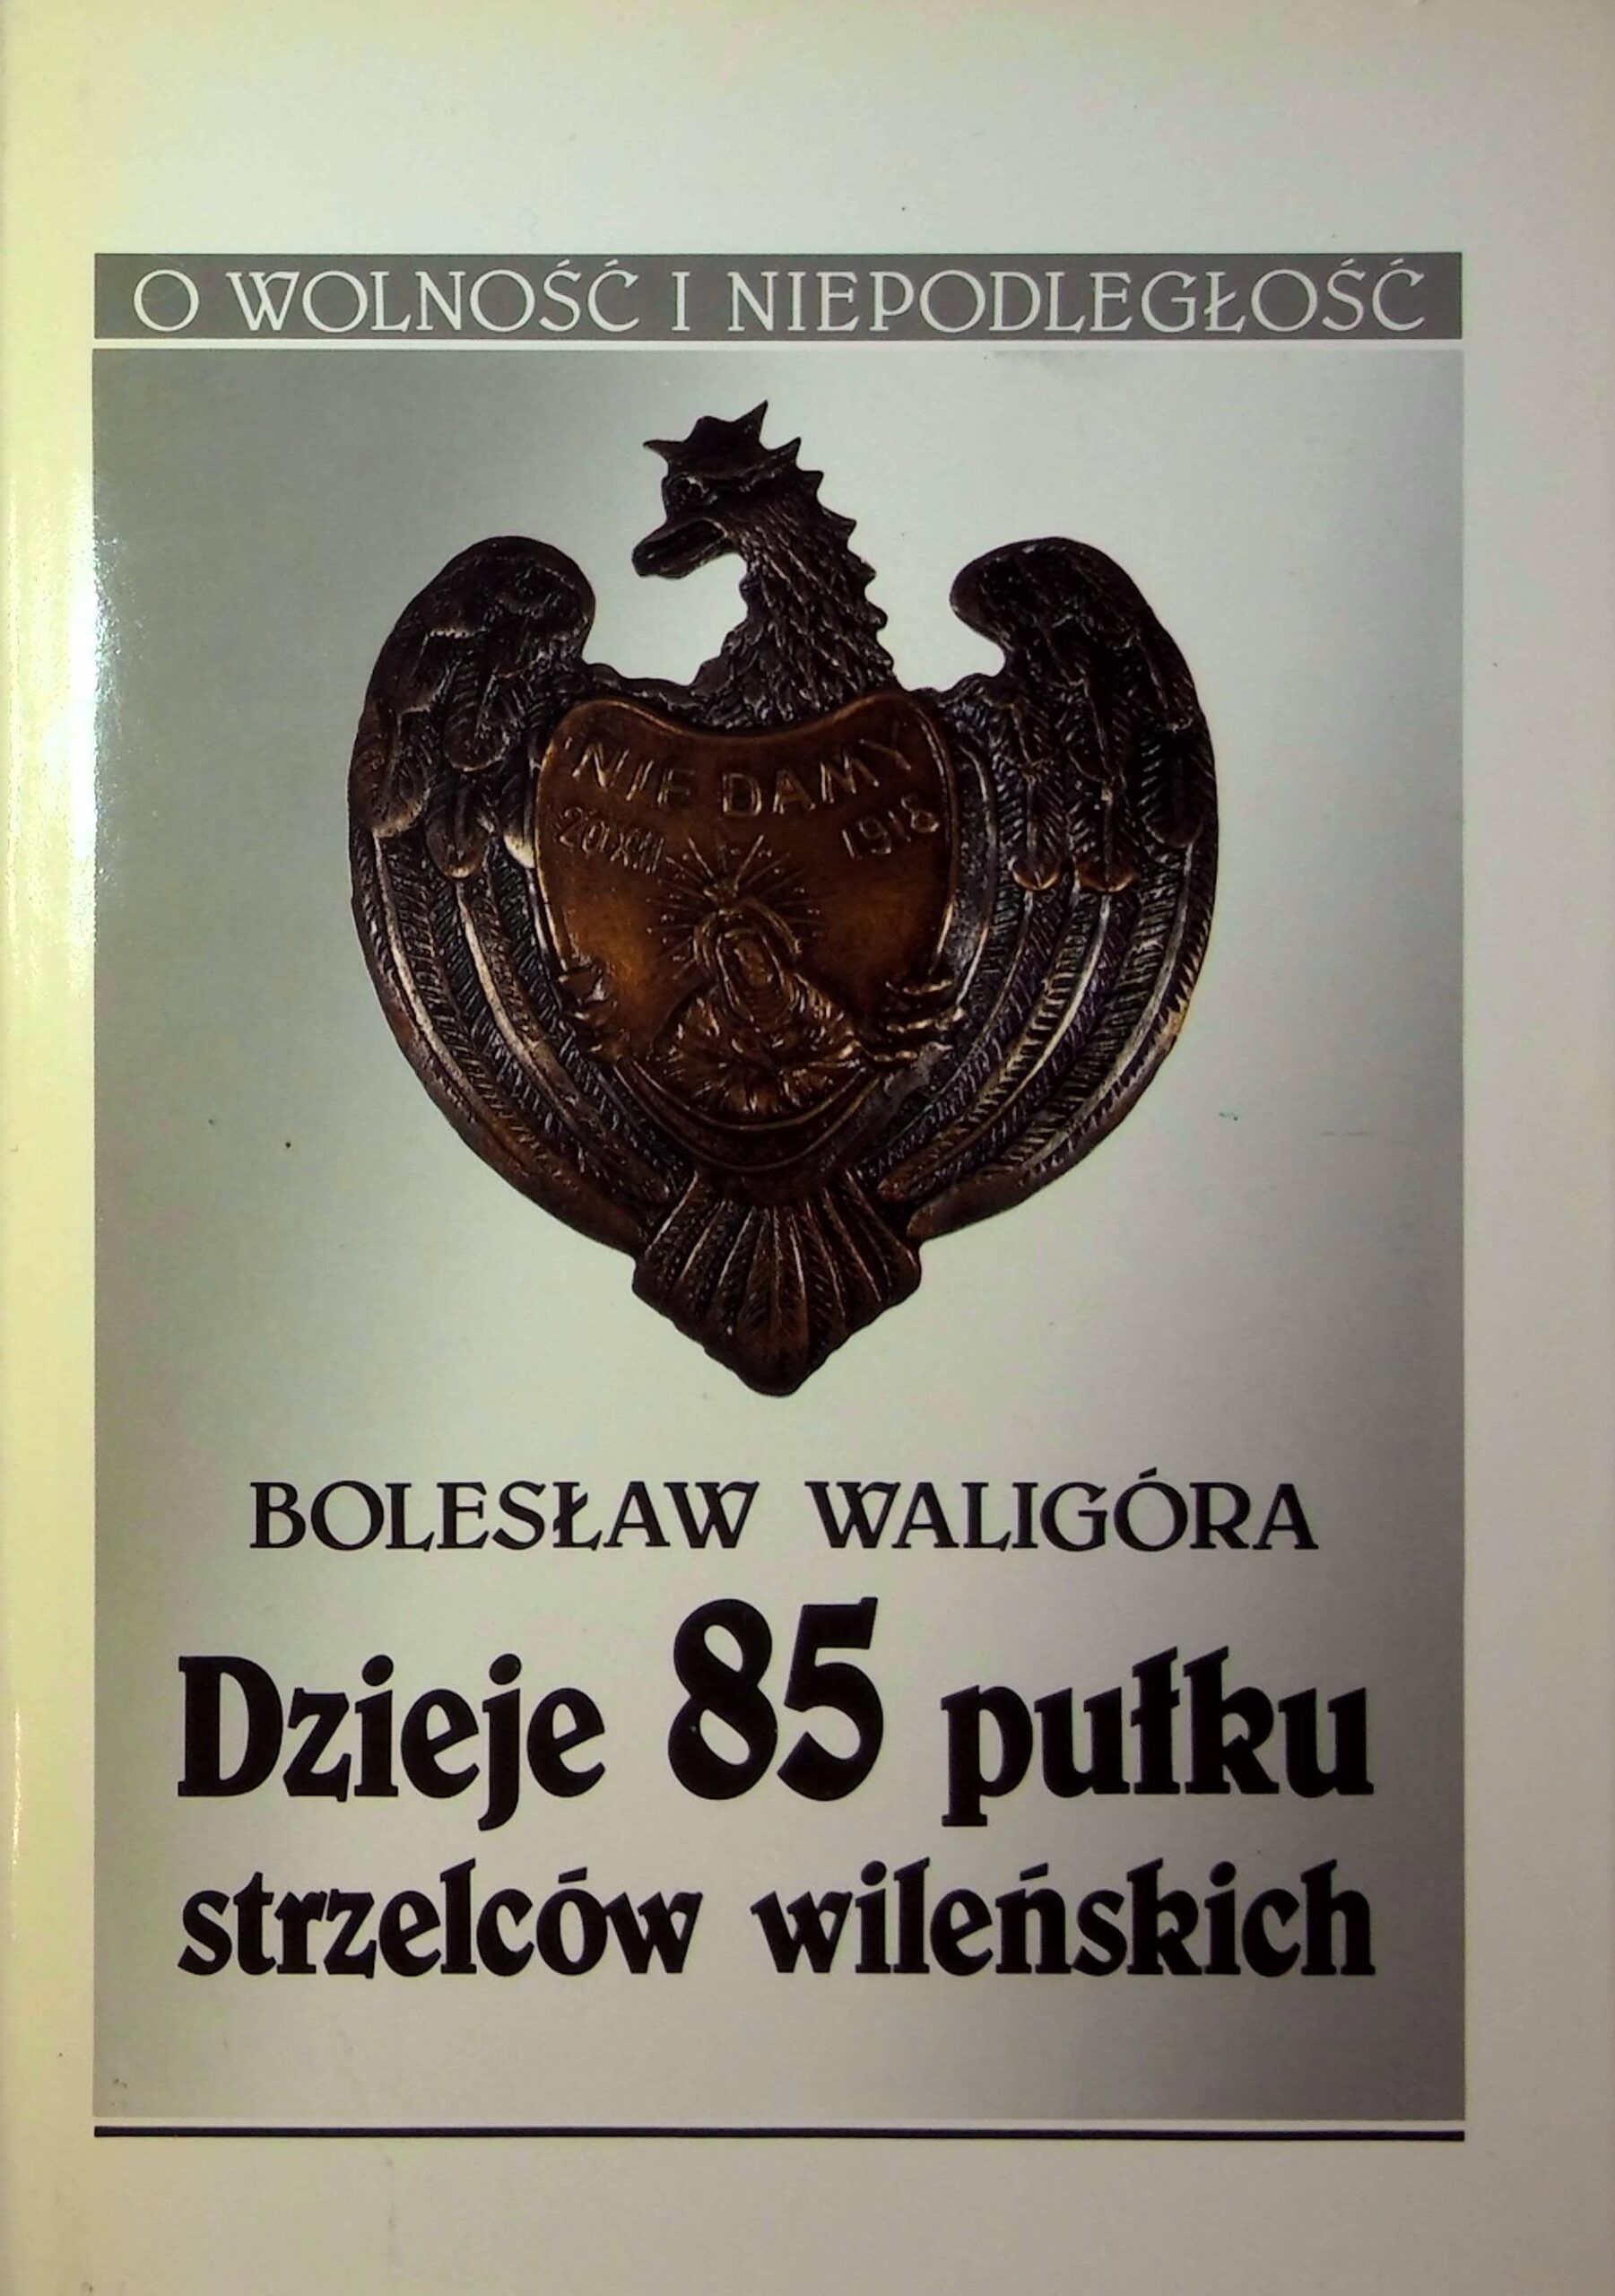 O WOLNOŚĆ I NIEPODLEGŁOŚĆ
NIE DAMY
20 XII 1918
BOLESŁAW WALIGÓRA
Dzieje 85 pułku
strzelców wileńskich